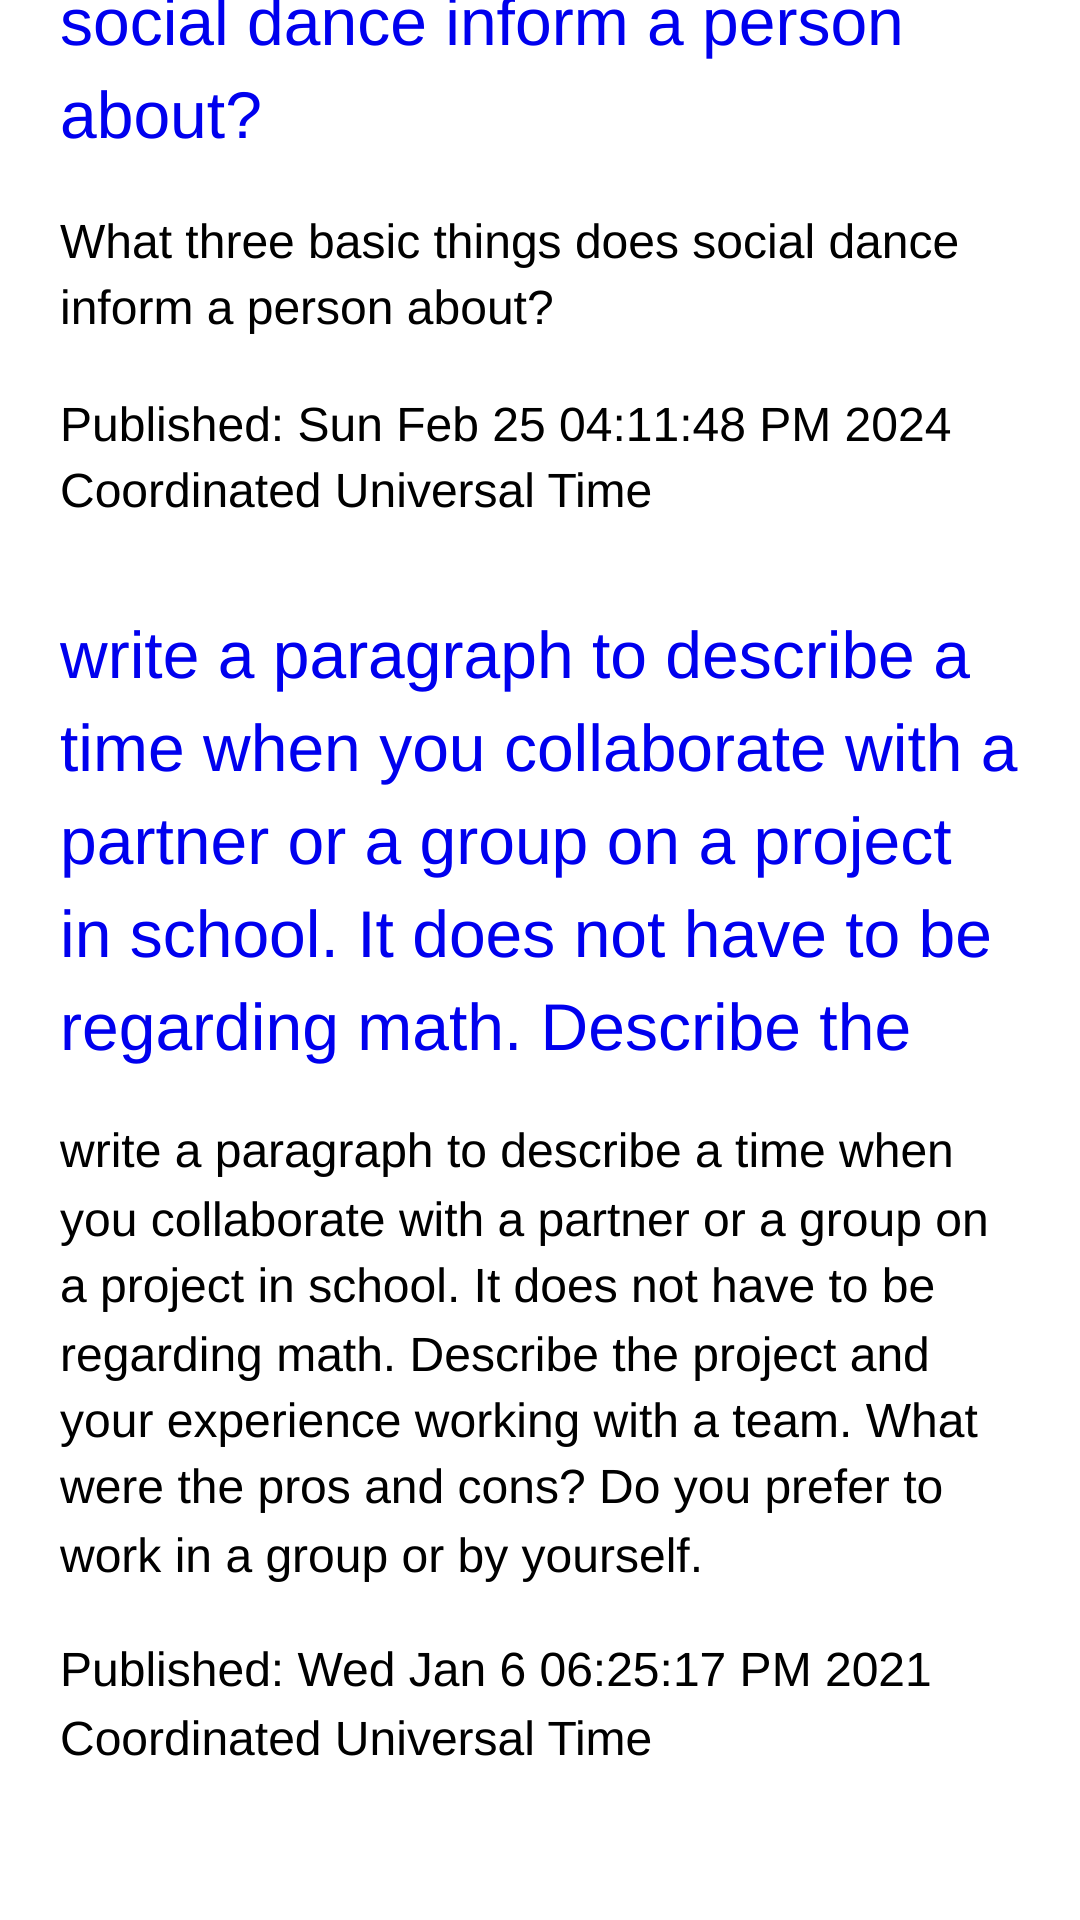 social dance inform a person
about?
What three basic things does social dance
inform a person about?
Published: Sun Feb 25 04:11:48 PM 2024
Coordinated Universal Time
write a paragraph to describe a
time when you collaborate with a
partner or a group on a project
in school. It does not have to be
regarding math. Describe the
write a paragraph to describe a time when
you collaborate with a partner or a group on
a project in school. It does not have to be
regarding math. Describe the project and
your experience working with a team. What
were the pros and cons? Do you prefer to
work in a group or by yourself.
Published: Wed Jan 6 06:25:17 PM 2021
Coordinated Universal Time